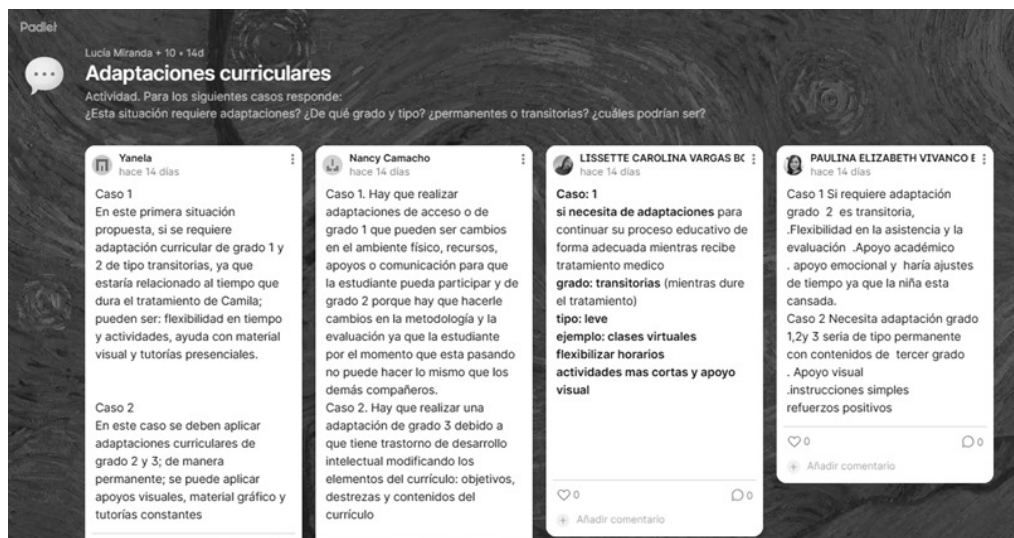 Padlet
Lucía Miranda + 10 • 14d
Adaptaciones curriculares
Actividad. Para los siguientes casos responde:
¿Esta situación requiere adaptaciones? ¿De qué grado y tipo? ¿permanentes o transitorias? ¿cuáles podrían ser?
Yanela
hace 14 días
Caso 1
En este primera situación
propuesta, si se requiere
adaptación curricular de grado 1 y
2 de tipo transitorias, ya que
estaría relacionado al tiempo que
dura el tratamiento de Camila;
pueden ser: flexibilidad en tiempo
y actividades, ayuda con material
visual y tutorías presenciales.
Caso 2
En este caso se deben aplicar
adaptaciones curriculares de
grado 2 y 3; de manera
permanente; se puede aplicar
apoyos visuales, material gráfico y
tutorías constantes
Nancy Camacho
hace 14 días
Caso 1. Hay que realizar
adaptaciones de acceso o de
grado 1 que pueden ser cambios
en el ambiente físico, recursos,
apoyos o comunicación para que
la estudiante pueda participar y de
grado 2 porque hay que hacerle
cambios en la metodología y la
evaluación ya que la estudiante
por el momento que esta pasando
no puede hacer lo mismo que los
demás compañeros.
Caso 2. Hay que realizar una
adaptación de grado 3 debido a
que tiene trastorno de desarrollo
intelectual modificando los
elementos del currículo: objetivos,
destrezas y contenidos del
currículo
LISSETTE CAROLINA VARGAS BC
hace 14 días
Caso: 1
si necesita de adaptaciones para
continuar su proceso educativo de
forma adecuada mientras recibe
tratamiento medico
grado: transitorias (mientras dure
el tratamiento)
tipo: leve
ejemplo: clases virtuales
flexibilizar horarios
actividades mas cortas y apoyo
visual
0
0
Añadir comentario
PAULINA ELIZABETH VIVANCO E
hace 14 días
Caso 1 Si requiere adaptación
grado 2 es transitoria,
.Flexibilidad en la asistencia y la
evaluación .Apoyo académico
. apoyo emocional y haría ajustes
de tiempo ya que la niña esta
cansada.
Caso 2 Necesita adaptación grado
1,2y 3 seria de tipo permanente
con contenidos de tercer grado
. Apoyo visual
.instrucciones simples
refuerzos positivos
0
0
Añadir comentario